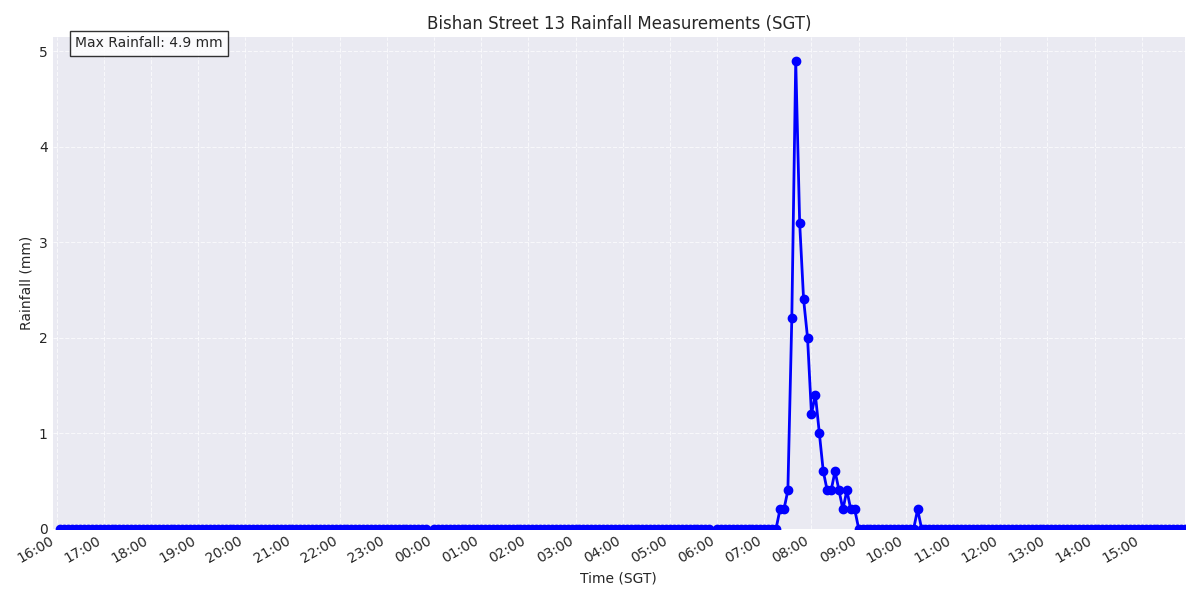 Bishan Street 13 Rainfall Measurements (SGT)
Max Rainfall: 4.9 mm
5
4
3
2
1
0
Rainfall (mm)
16:00 17:00 18:00 19:00 20:00 21:00 22:00 23:00 00:00 01:00 02:00 03:00 04:00 05:00 06:00 07:00 08:00 09:00 10:00 11:00 12:00 13:00 14:00 15:00
Time (SGT)